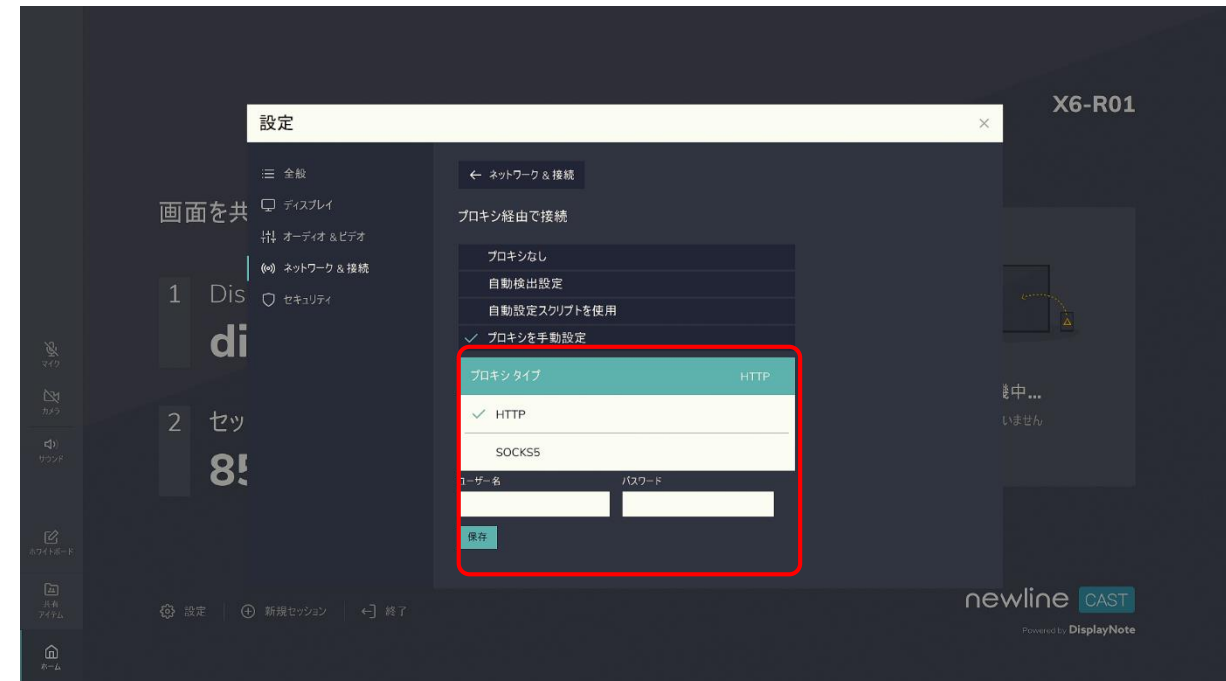 X6-R01
設定
全般
ディスプレイ
オーディオ & ビデオ
ネットワーク & 接続
セキュリティ
← ネットワーク & 接続
プロキシ経由で接続
プロキシなし
自動検出設定
自動設定スクリプトを使用
プロキシを手動設定
プロキシ タイプ HTTP
HTTP
SOCKS5
ユーザー名 パスワード
保存
画面を共
1 Dis
di
2 セッ
85
機中...
いません
マイク
カメラ
サウンド
ホワイトボード
共有
アイテム
ホーム
設定 新規セッション 終了
newline CAST
Powered by DisplayNote